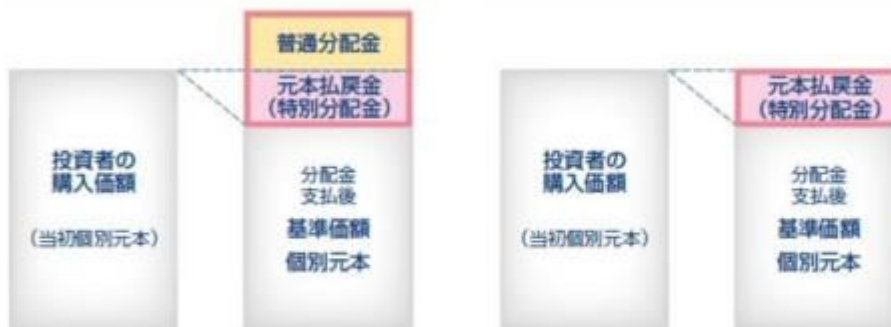 普通分配金
元本払戻金
（特別分配金）
投資者の
購入価額
（当初個別元本）
分配金
支払後
基準価額
個別元本
元本払戻金
（特別分配金）
投資者の
購入価額
（当初個別元本）
分配金
支払後
基準価額
個別元本